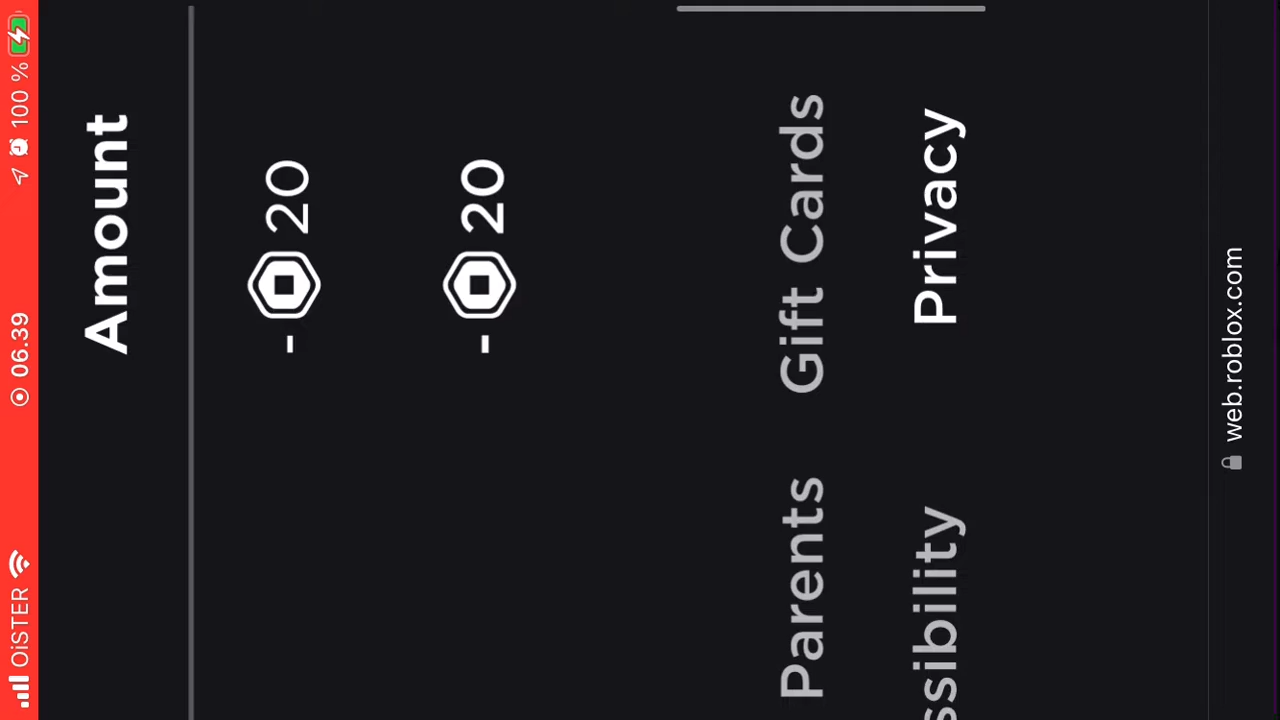 OiSTER 06.39 100 %
Amount
- 20
- 20
Parents Gift Cards
ssibility Privacy
web.roblox.com